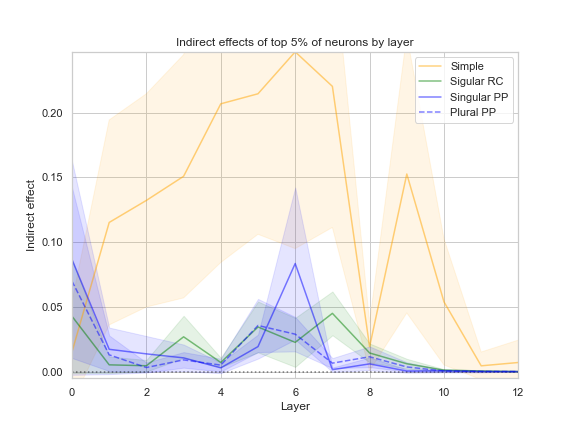 Indirect effects of top 5% of neurons by layer
Simple
Sigular RC
Singular PP
Plural PP
Indirect effect
0.20
0.15
0.10
0.05
0.00
0 2 4 6 8 10 12
Layer